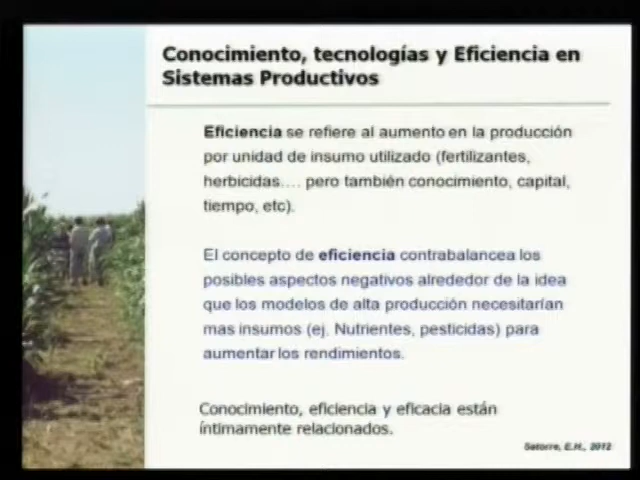 Conocimiento, tecnologías y Eficiencia en
Sistemas Productivos
Eficiencia se refiere al aumento en la producción
por unidad de insumo utilizado (fertilizantes,
herbicidas.... pero también conocimiento, capital,
tiempo, etc).
El concepto de eficiencia contrabalancea los
posibles aspectos negativos alrededor de la idea
que los modelos de alta producción necesitarían
mas insumos (ej. Nutrientes, pesticidas) para
aumentar los rendimientos.
Conocimiento, eficiencia y eficacia están
íntimamente relacionados.
Satorre, E.H., 2012